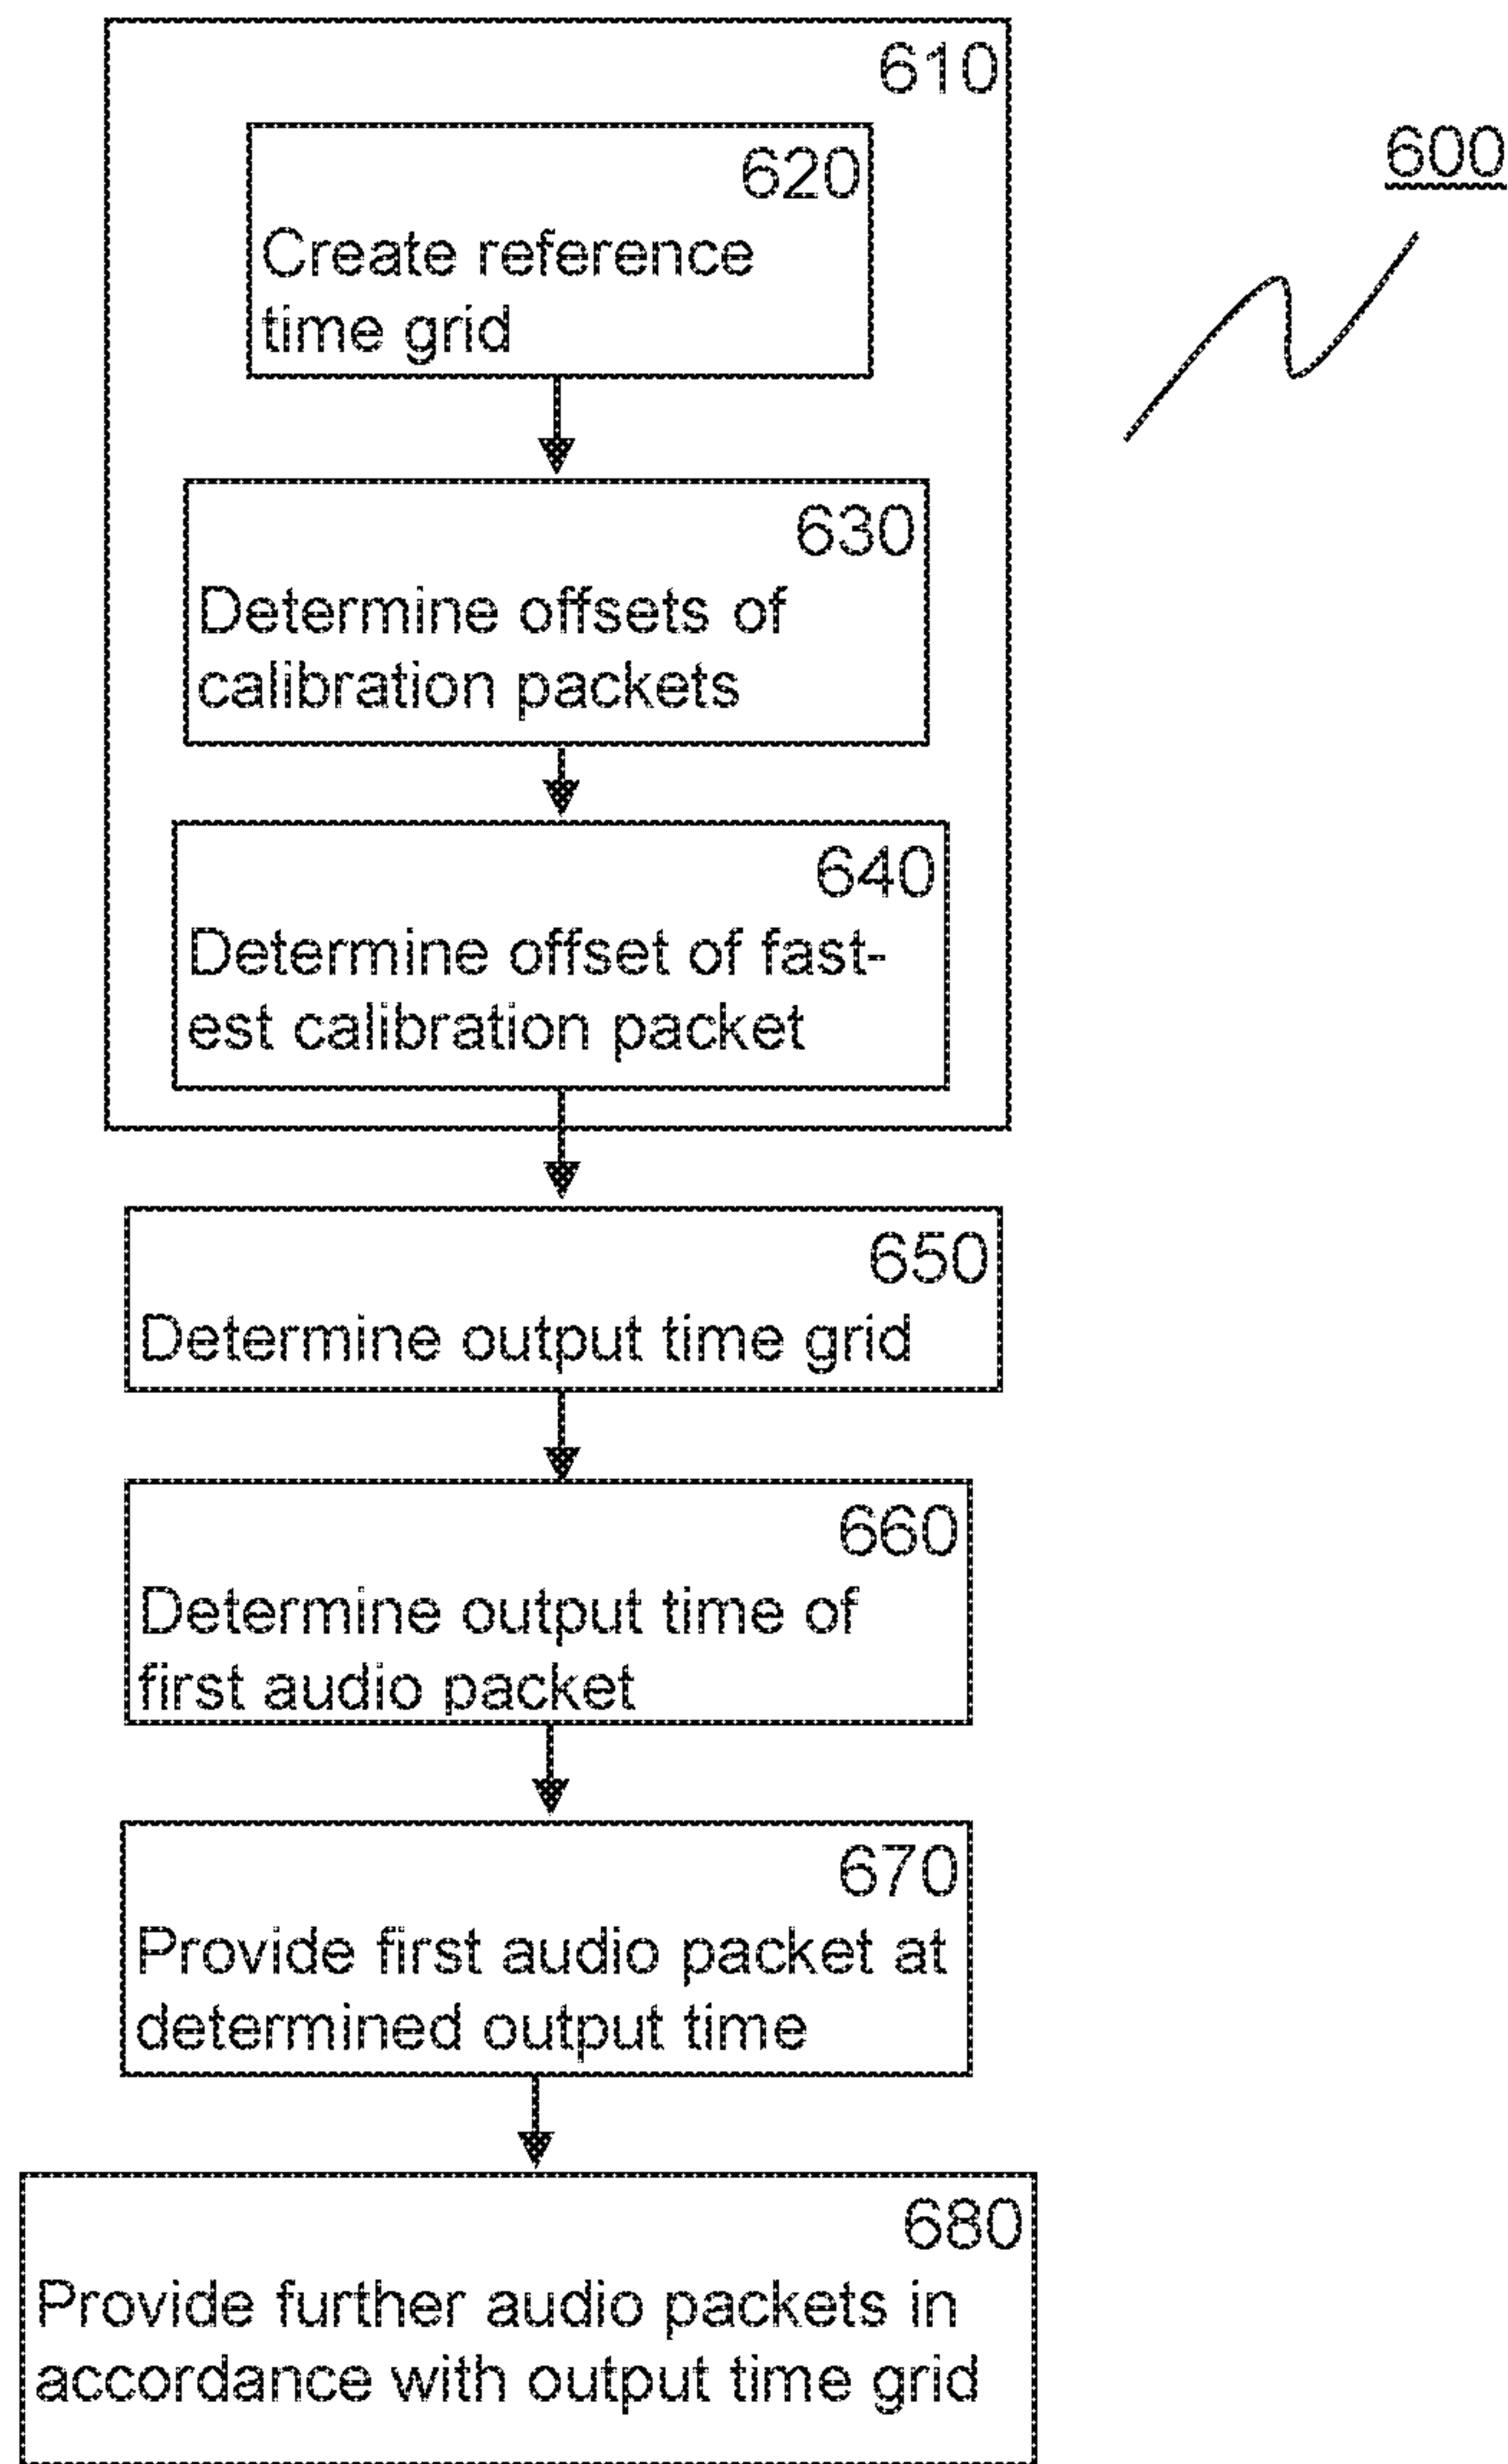 610
600
620
Create reference
time grid
630
Determine offsets of
calibration packets
640
Determine offset of fast-
est calibration packet
650
Determine output time grid
660
Determine output time of
first audio packet
670
Provide first audio packet at
determined output time
680
Provide further audio packets in
accordance with output time grid